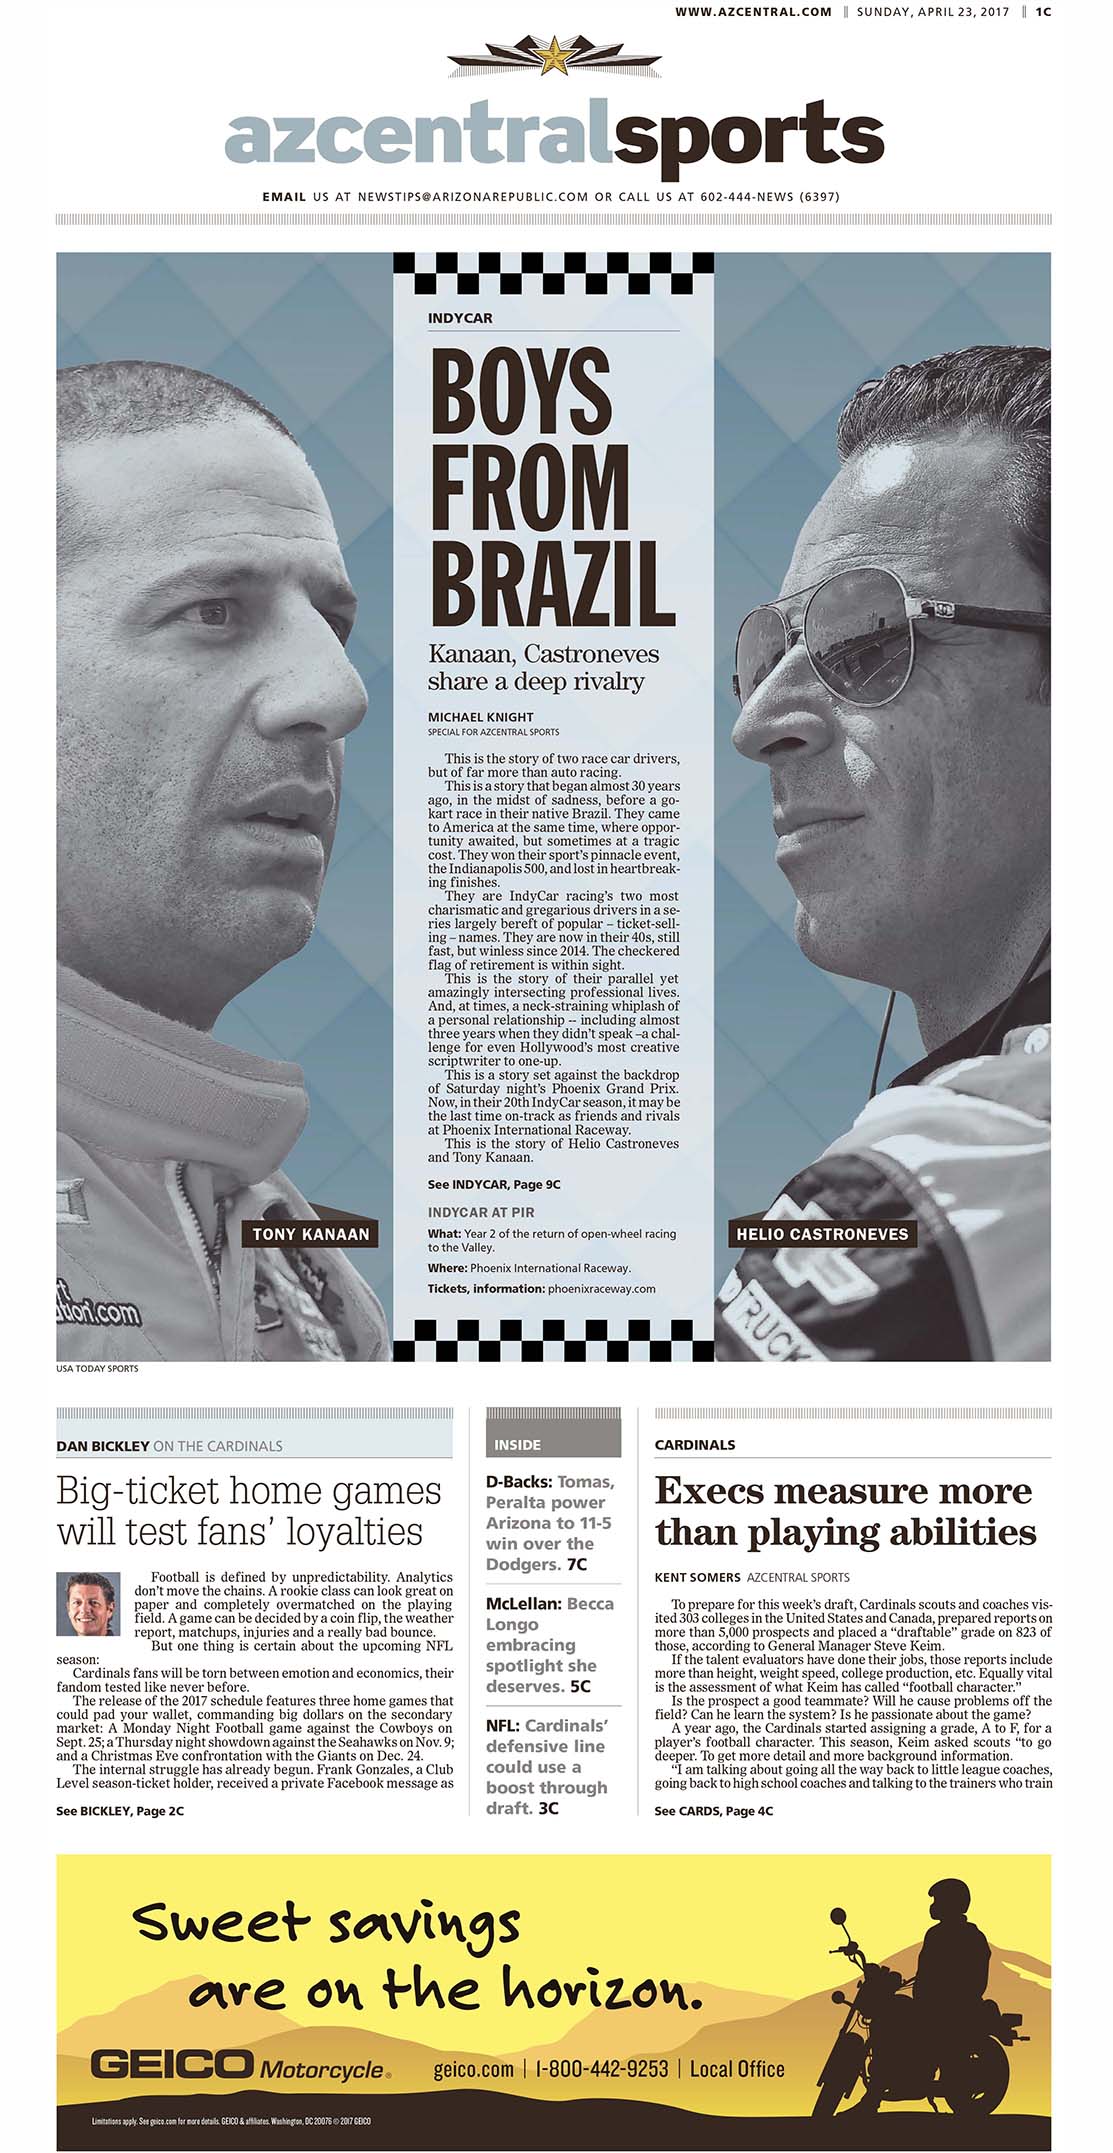 WWW.AZCENTRAL.COM || SUNDAY, APRIL 23, 2017 || 1C
azcentralsports
EMAIL US AT NEWSTIPS@ARIZONAREPUBLIC.COM OR CALL US AT 602-444-NEWS (6397)
INDYCAR
BOYS
FROM
BRAZIL
Kanaan, Castroneves
share a deep rivalry
MICHAEL KNIGHT
SPECIAL FOR AZCENTRAL SPORTS
This is the story of two race car drivers,
but of far more than auto racing.
This is a story that began almost 30 years
ago, in the midst of sadness, before a go-
kart race in their native Brazil. They came
to America at the same time, where oppor-
tunity awaited, but sometimes at a tragic
cost. They won their sport's pinnacle event,
the Indianapolis 500, and lost in heartbreak-
ing finishes.
They are IndyCar racing's two most
charismatic and gregarious drivers in a se-
ries largely bereft of popular – ticket-sell-
ing – names. They are now in their 40s, still
fast, but winless since 2014. The checkered
flag of retirement is within sight.
This is the story of their parallel yet
amazingly intersecting professional lives.
And, at times, a neck-straining whiplash of
a personal relationship -- including almost
three years when they didn't speak –a chal-
lenge for even Hollywood's most creative
scriptwriter to one-up.
This is a story set against the backdrop
of Saturday night's Phoenix Grand Prix.
Now, in their 20th IndyCar season, it may be
the last time on-track as friends and rivals
at Phoenix International Raceway.
This is the story of Helio Castroneves
and Tony Kanaan.
See INDYCAR, Page 9C
INDYCAR AT PIR
What: Year 2 of the return of open-wheel racing
to the Valley.
Where: Phoenix International Raceway.
Tickets, information: phoenixraceway.com
TONY KANAAN
HELIO CASTRONEVES
.com
TRUCK
USA TODAY SPORTS
DAN BICKLEY ON THE CARDINALS
Big-ticket home games
will test fans' loyalties
Football is defined by unpredictability. Analytics
don't move the chains. A rookie class can look great on
paper and completely overmatched on the playing
field. A game can be decided by a coin flip, the weather
report, matchups, injuries and a really bad bounce.
But one thing is certain about the upcoming NFL
season:
Cardinals fans will be torn between emotion and economics, their
fandom tested like never before.
The release of the 2017 schedule features three home games that
could pad your wallet, commanding big dollars on the secondary
market: A Monday Night Football game against the Cowboys on
Sept. 25; a Thursday night showdown against the Seahawks on Nov. 9;
and a Christmas Eve confrontation with the Giants on Dec. 24.
The internal struggle has already begun. Frank Gonzales, a Club
Level season-ticket holder, received a private Facebook message as
See BICKLEY, Page 2C
INSIDE
D-Backs: Tomas,
Peralta power
Arizona to 11-5
win over the
Dodgers. 7C
McLellan: Becca
Longo
embracing
spotlight she
deserves. 5C
NFL: Cardinals'
defensive line
could use a
boost through
draft. 3C
CARDINALS
Execs measure more
than playing abilities
KENT SOMERS AZCENTRAL SPORTS
To prepare for this week's draft, Cardinals scouts and coaches vis-
ited 303 colleges in the United States and Canada, prepared reports on
more than 5,000 prospects and placed a “draftable” grade on 823 of
those, according to General Manager Steve Keim.
If the talent evaluators have done their jobs, those reports include
more than height, weight speed, college production, etc. Equally vital
is the assessment of what Keim has called “football character.”
Is the prospect a good teammate? Will he cause problems off the
field? Can he learn the system? Is he passionate about the game?
A year ago, the Cardinals started assigning a grade, A to F, for a
player's football character. This season, Keim asked scouts “to go
deeper. To get more detail and more background information.
“I am talking about going all the way back to little league coaches,
going back to high school coaches and talking to the trainers who train
See CARDS, Page 4C
Sweet savings
are on the horizon.
GEICO Motorcycle®
geico.com | 1-800-442-9253 | Local Office
Limitations apply. See geico.com for more details. GEICO & affiliates. Washington, DC 20076 © 2017 GEICO